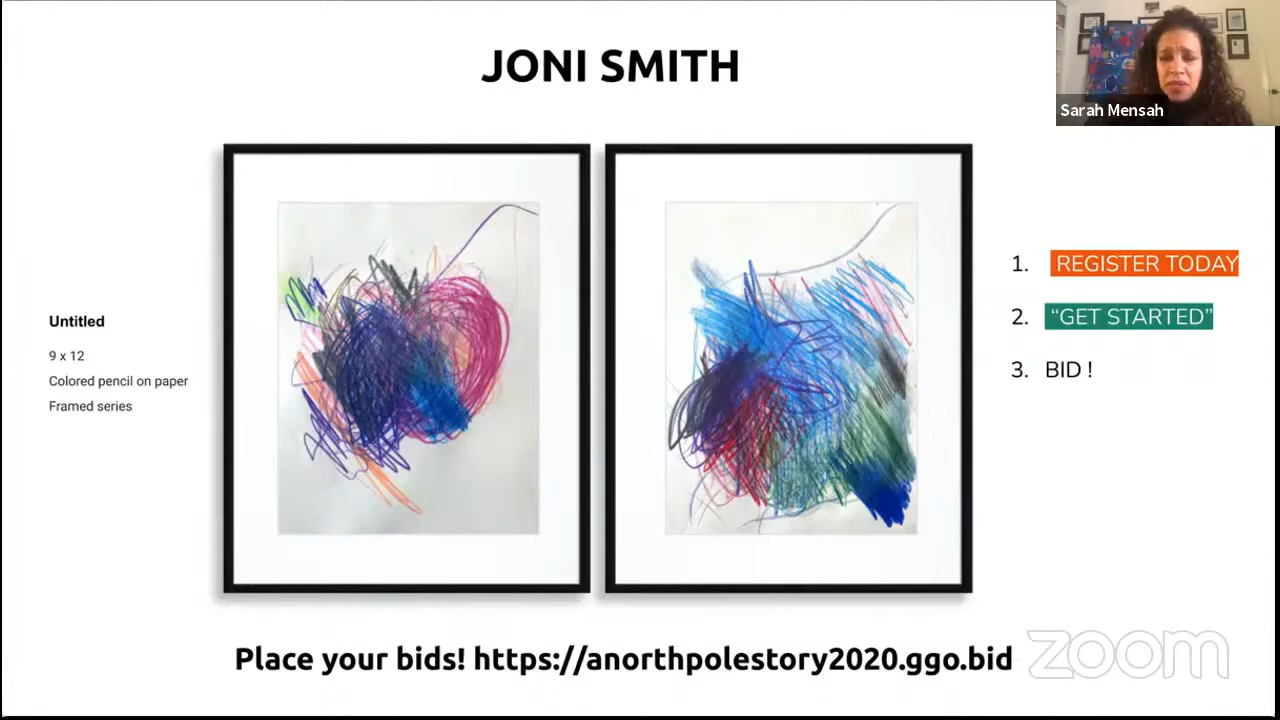 JONI SMITH
Sarah Mensah
Untitled
9 x 12
Colored pencil on paper
Framed series
1. REGISTER TODAY
2. “GET STARTED”
3. BID !
Place your bids! https://anorthpolestory2020.ggo.bid
zoom